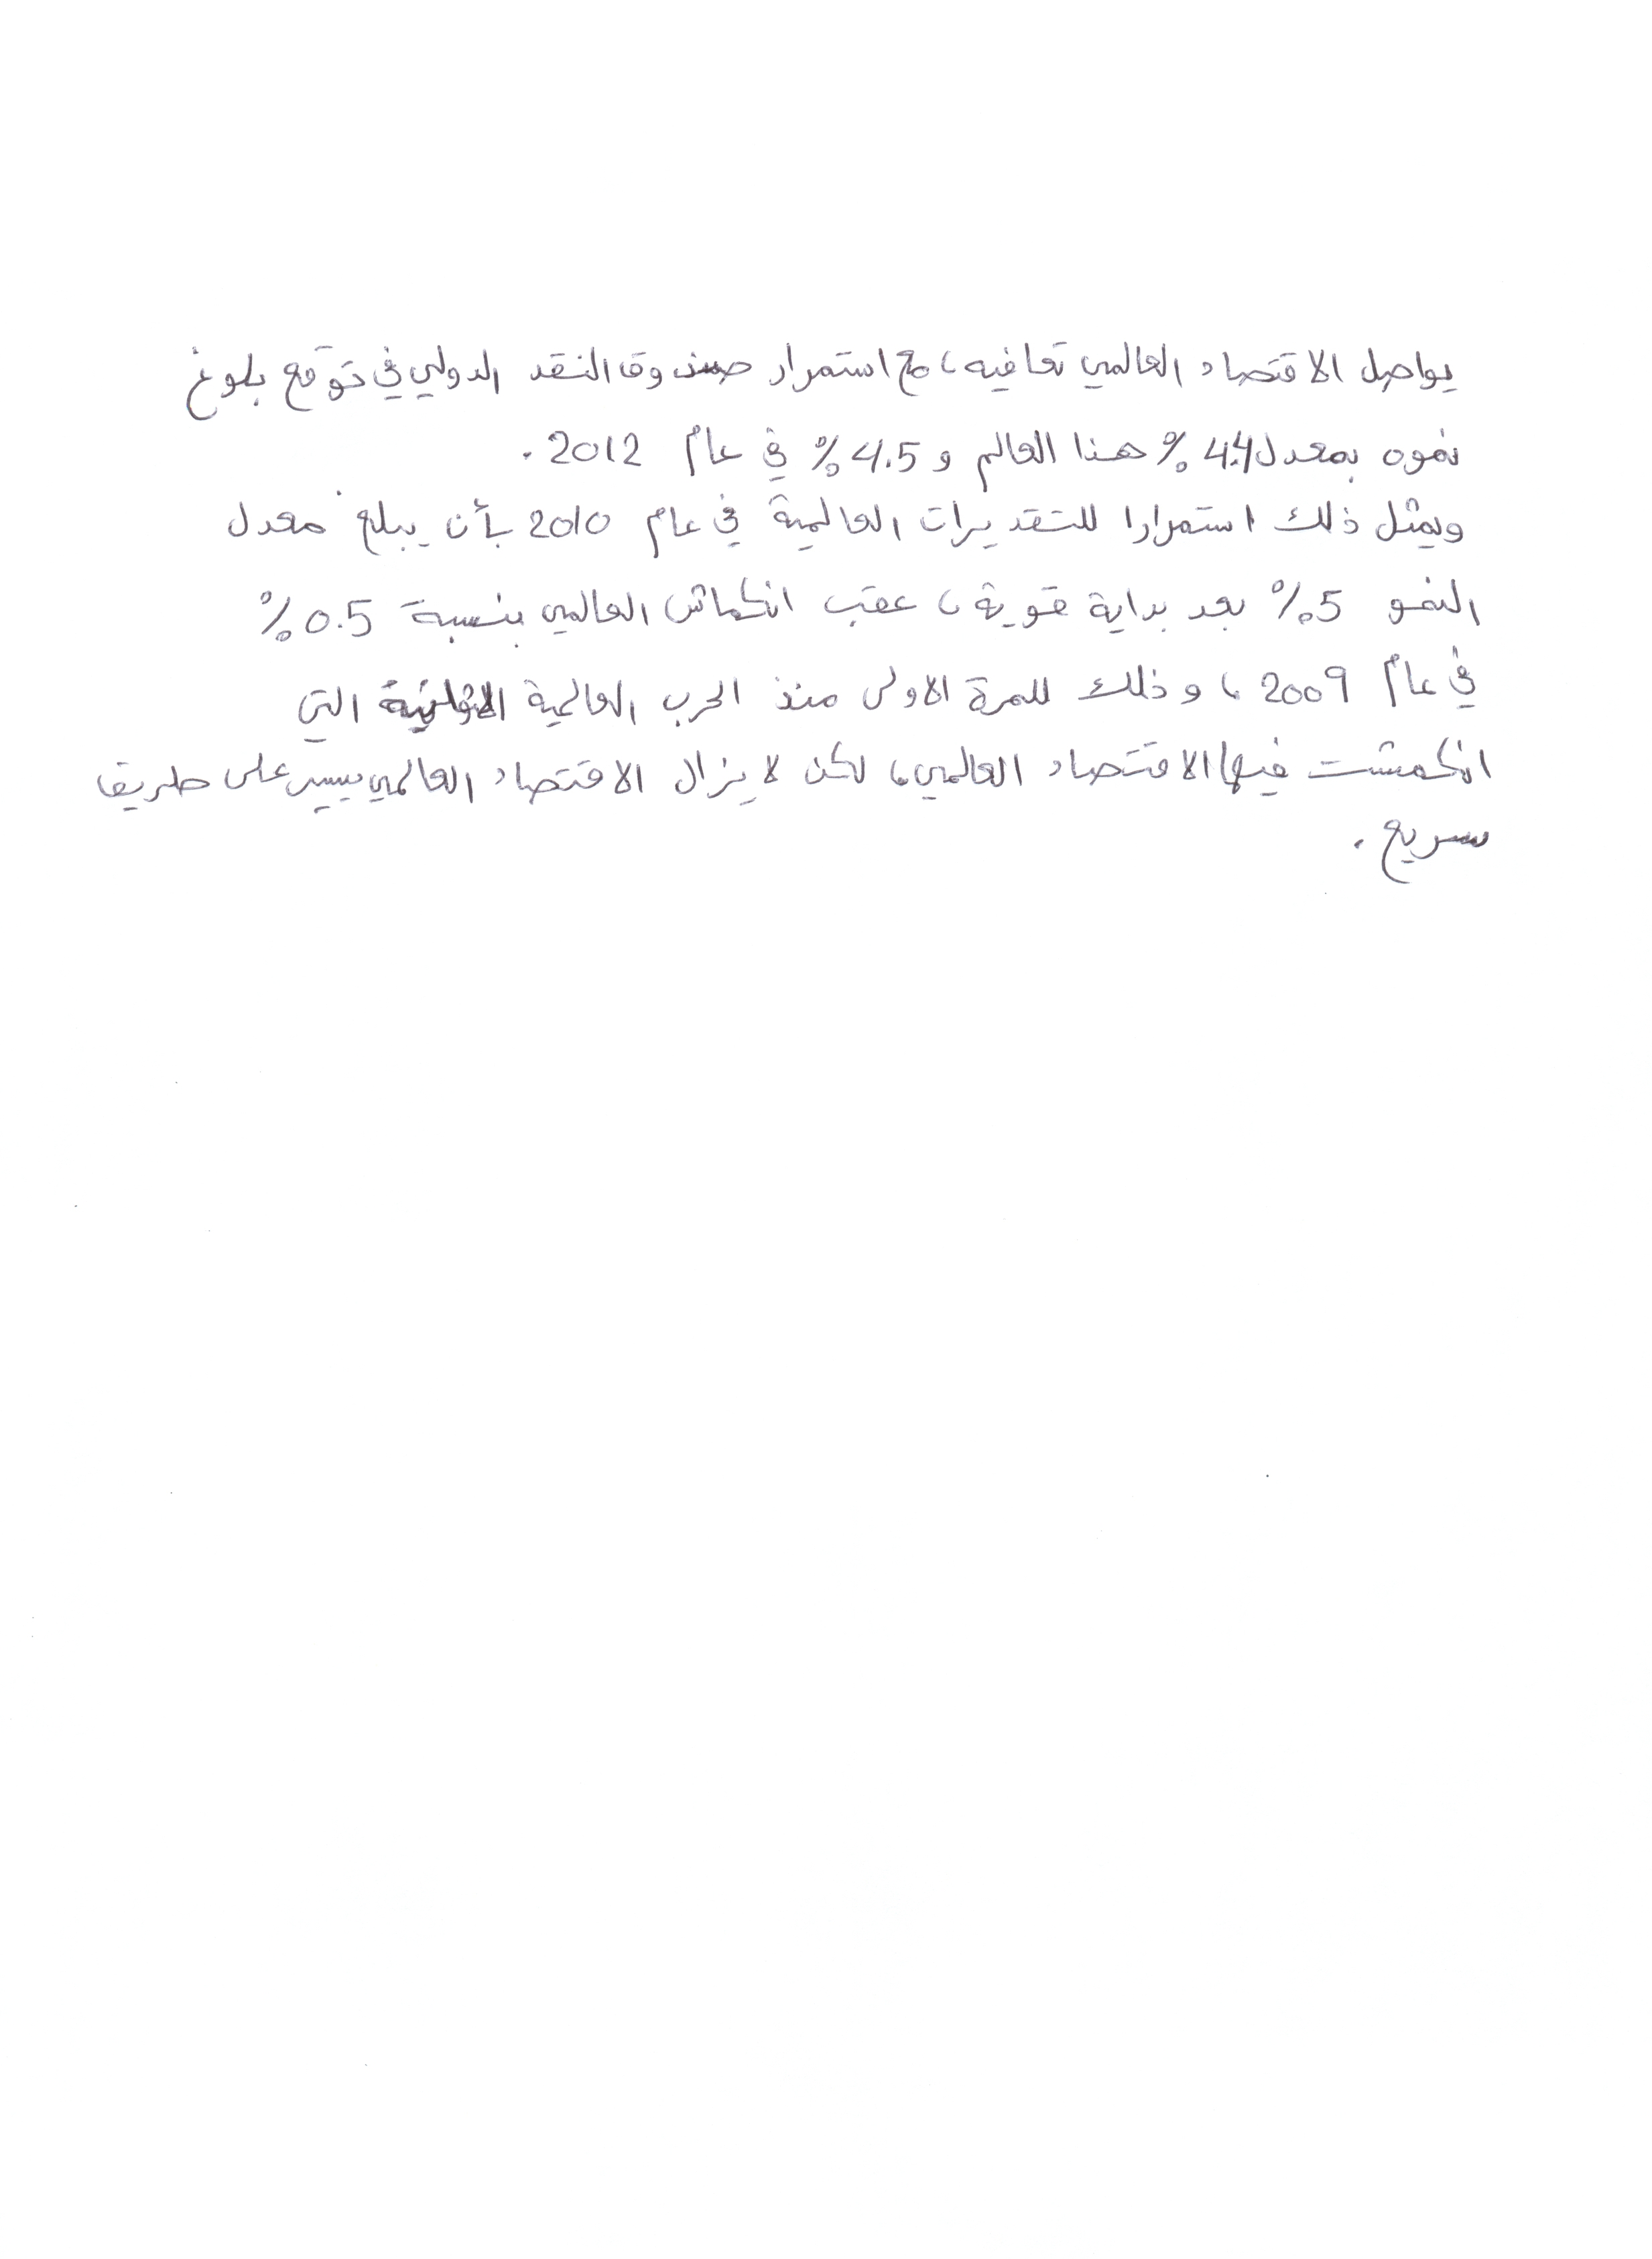 يواصل الاقتصاد العالمي تعافيه، مع استمرار صندوق النقد الدولي في توقع بلوغ
نموه بمعدل 4.4% هذا العالم و 4.5% في عام 2012.
ويمثل ذلك استمرارا للتقديرات العالمية في عام 2010 بأن يبلغ معدل
النمو 5% بعد بداية قوية، عقب انكماش العالمي بنسبة 0.5%
في عام 2009، وذلك للمرة الاولى منذ الحرب العالمية الثانية التي
انكمشت فيها الاقتصاد العالمي، لكن لا يزال الاقتصاد العالمي يسير على طريقا
سريع.